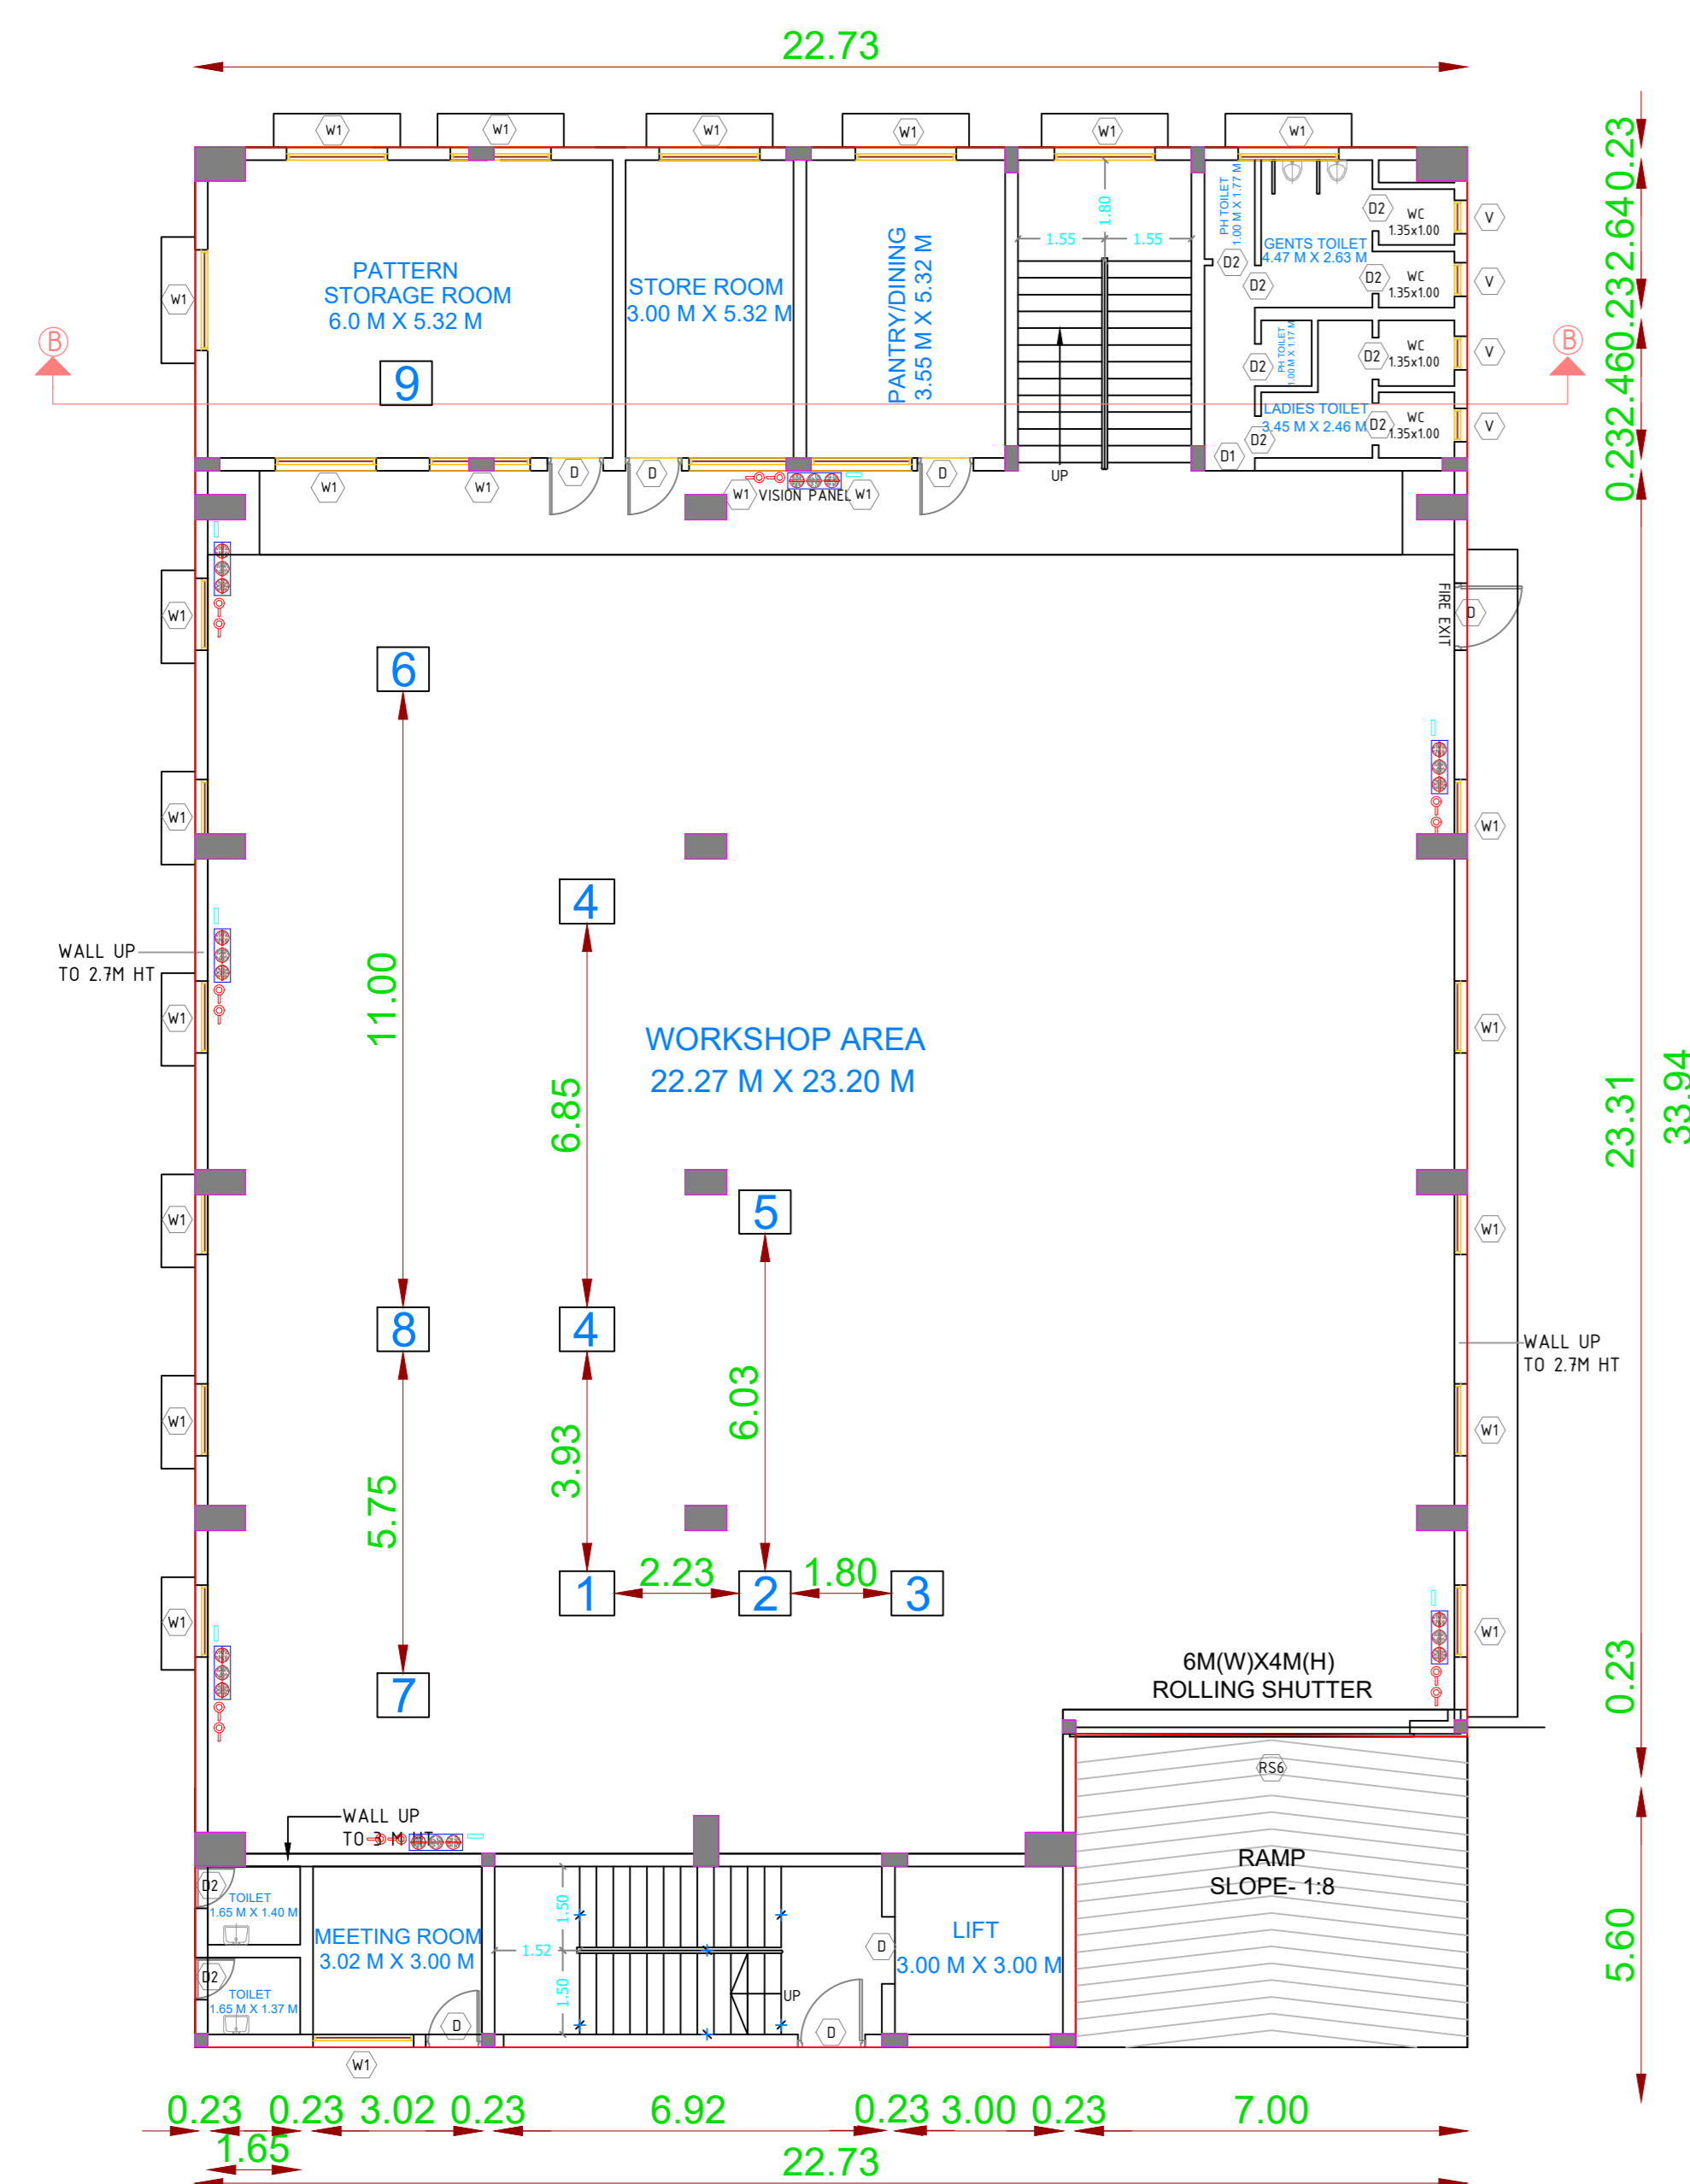 22.73
W1
W1
W1
W1
W1
W1
0.23
2.64
0.23
2.46
0.23
23.31
33.94
0.23
5.60
PATTERN
STORAGE ROOM
6.0 M X 5.32 M
9
STORE ROOM
3.00 M X 5.32 M
PANTRY/DINING
3.55 M X 5.32 M
1.80
1.55
1.55
UP
PH TOILET
1.00 M X 1.77 M
GENTS TOILET
4.47 M X 2.63 M
D2
D2
D2
WC
1.35x1.00
V
D2
WC
1.35x1.00
V
PH TOILET
1.00 M X 1.17 M
D2
D2
WC
1.35x1.00
V
LADIES TOILET
3.45 M X 2.46 M
D2
D2
WC
1.35x1.00
V
D1
W1
B
B
W1
W1
D
D
W1
VISION PANEL
W1
D
FIRE EXIT
D
W1
W1
W1
W1
W1
W1
W1
W1
W1
W1
W1
WALL UP
TO 2.7M HT
WALL UP
TO 2.7M HT
6
11.00
8
5.75
7
4
6.85
4
3.93
1
2.23
2
1.80
3
5
6.03
WORKSHOP AREA
22.27 M X 23.20 M
6M(W)X4M(H)
ROLLING SHUTTER
RS6
RAMP
SLOPE- 1:8
WALL UP
TO 3 M HT
D2
TOILET
1.65 M X 1.40 M
D2
TOILET
1.65 M X 1.37 M
MEETING ROOM
3.02 M X 3.00 M
D
W1
1.50
1.52
1.50
UP
D
D
LIFT
3.00 M X 3.00 M
0.23 0.23 3.02 0.23 6.92 0.23 3.00 0.23 7.00
1.65
22.73